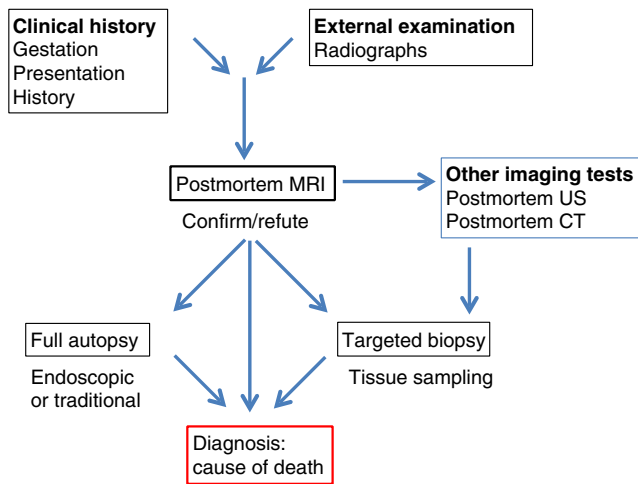 Clinical history
Gestation
Presentation
History
External examination
Radiographs
Postmortem MRI
Confirm/refute
Other imaging tests
Postmortem US
Postmortem CT
Full autopsy
Endoscopic
or traditional
Targeted biopsy
Tissue sampling
Diagnosis:
cause of death